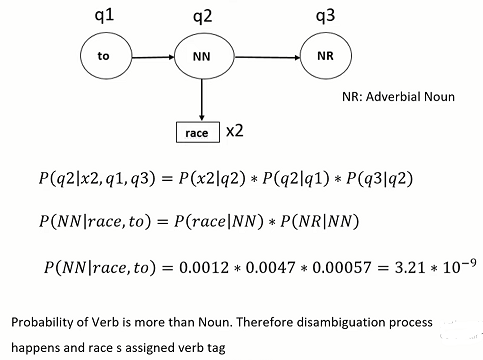 q1 q2 q3
to NN NR
NR: Adverbial Noun
race x2
P(q2|x2, q1, q3) = P(x2|q2) * P(q2|q1) * P(q3|q2)
P(NN|race, to) = P(race|NN) * P(NR|NN)
P(NN|race, to) = 0.0012 * 0.0047 * 0.00057 = 3.21 * 10⁻⁹
Probability of Verb is more than Noun. Therefore disambiguation process
happens and race s assigned verb tag